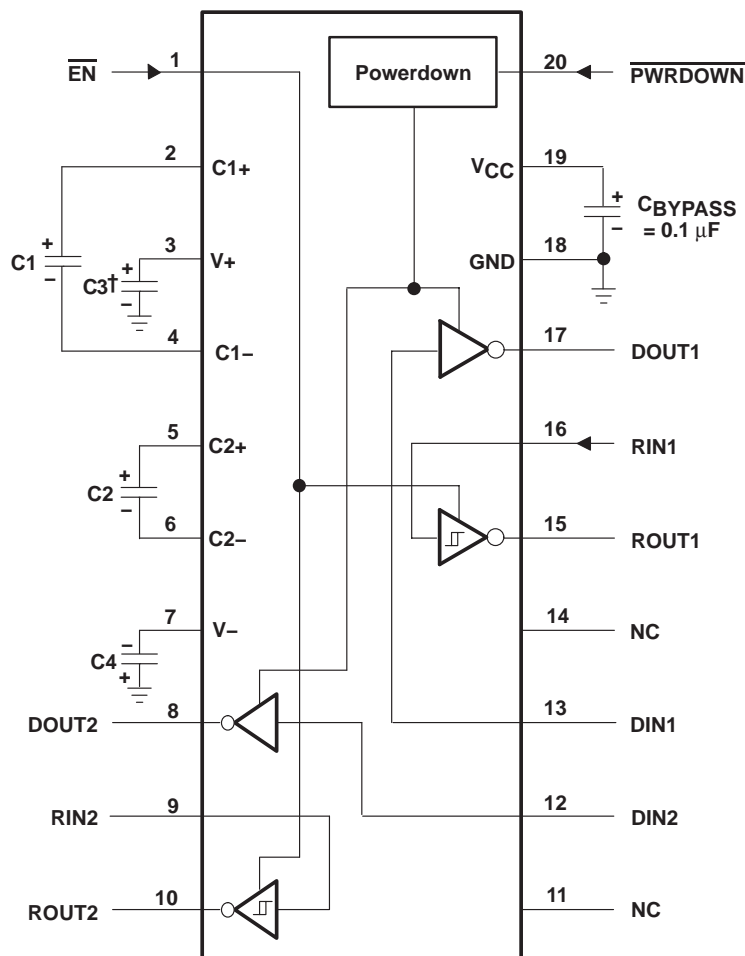 EN 1 Powerdown 20 PWRDOWN
2 C1+ VCC 19
+ CBYPASS
– = 0.1 µF
C1 + –
3 V+ GND 18
C3† + –
4 C1– 17 DOUT1
5 C2+ 16 RIN1
C2 + –
6 C2– 15 ROUT1
7 V– 14 NC
C4 – +
DOUT2 8 13 DIN1
RIN2 9 12 DIN2
ROUT2 10 11 NC